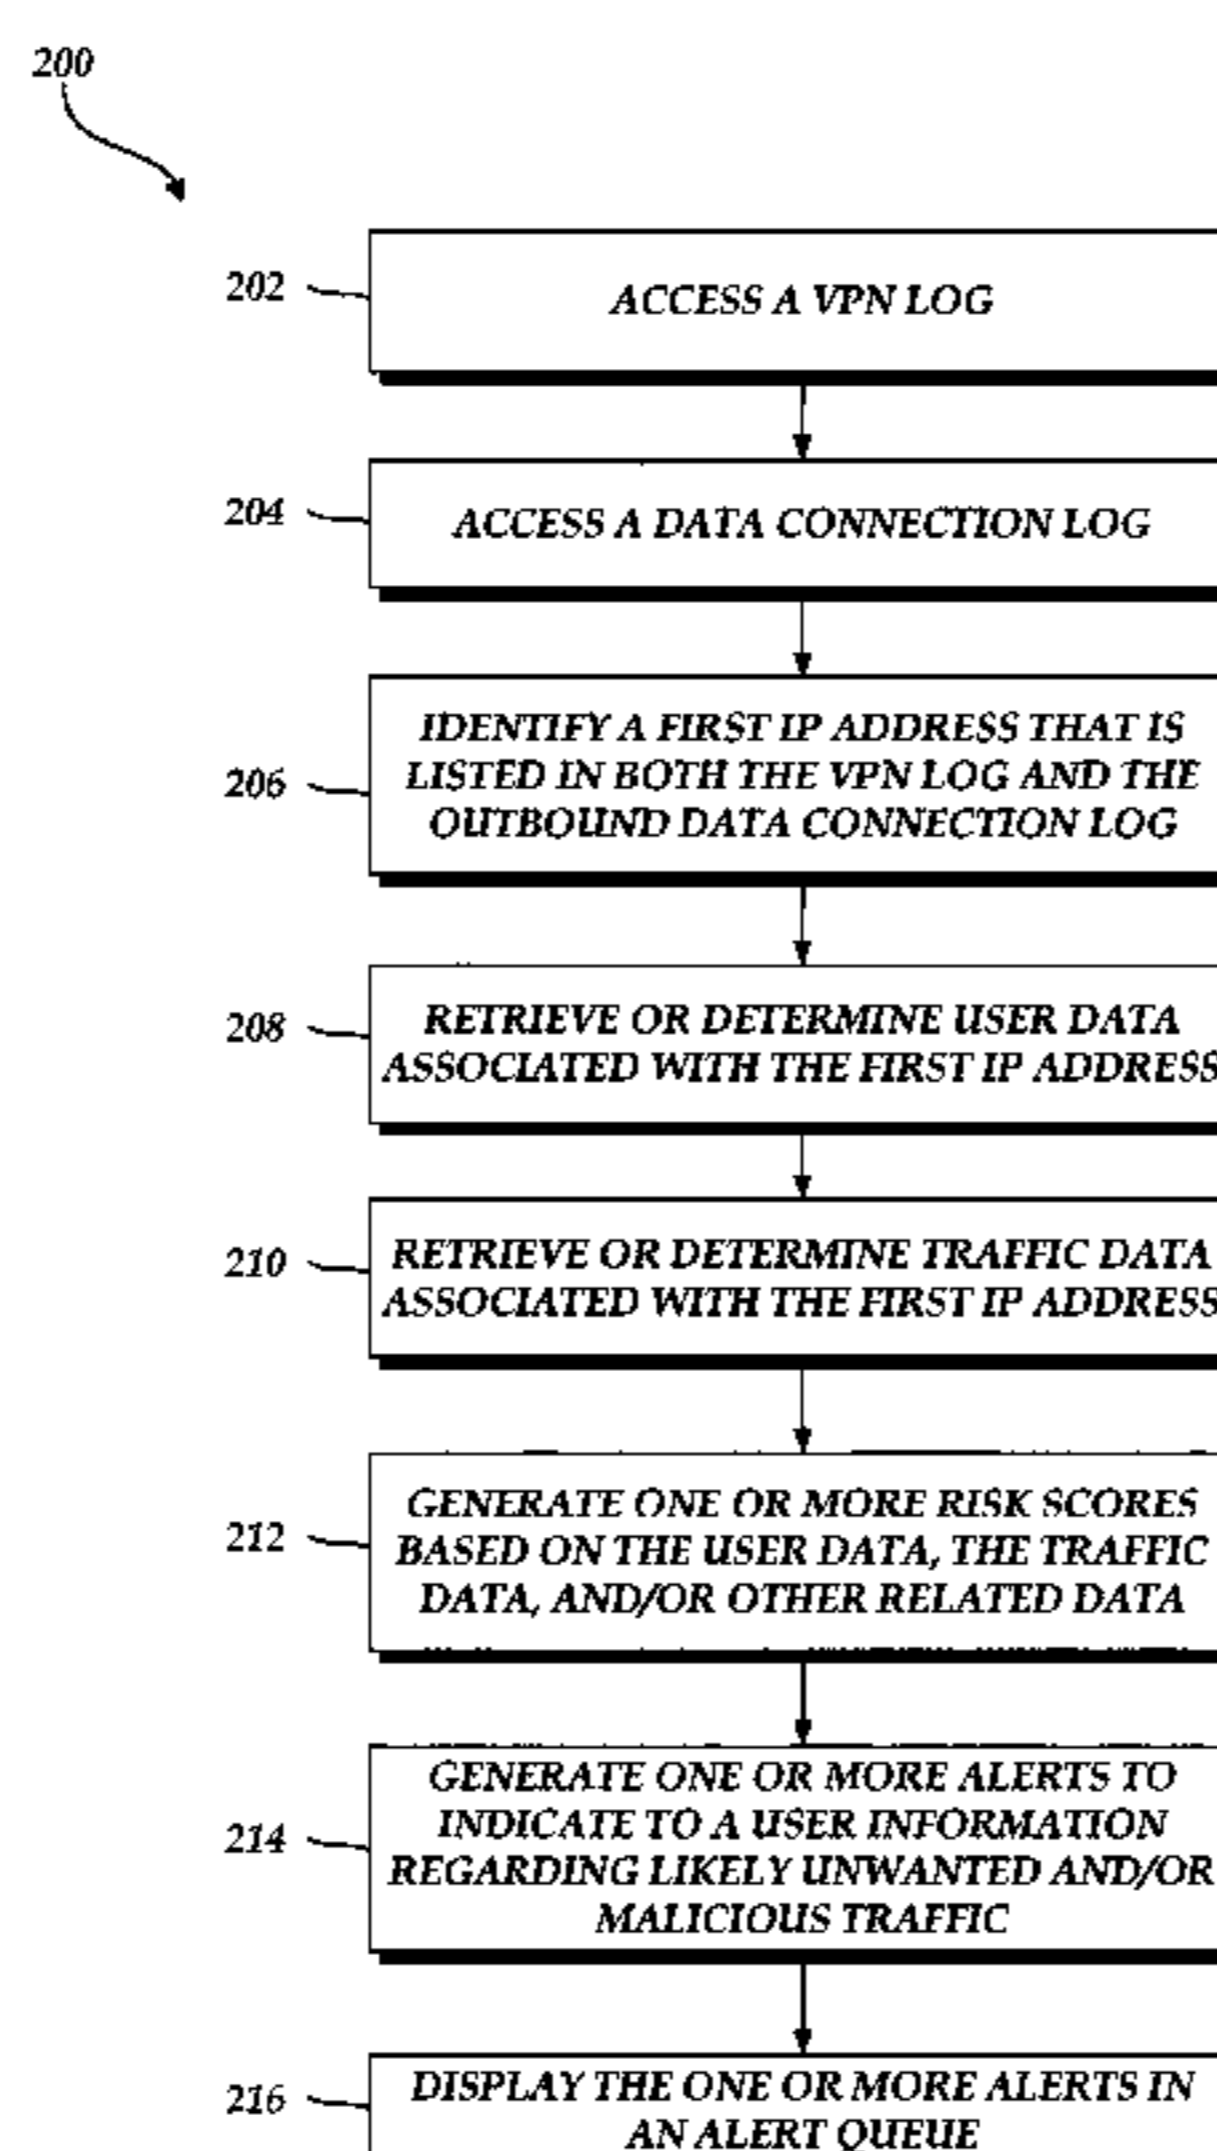 200
202
ACCESS A VPN LOG
204
ACCESS A DATA CONNECTION LOG
206
IDENTIFY A FIRST IP ADDRESS THAT IS
LISTED IN BOTH THE VPN LOG AND THE
OUTBOUND DATA CONNECTION LOG
208
RETRIEVE OR DETERMINE USER DATA
ASSOCIATED WITH THE FIRST IP ADDRESS
210
RETRIEVE OR DETERMINE TRAFFIC DATA
ASSOCIATED WITH THE FIRST IP ADDRESS
212
GENERATE ONE OR MORE RISK SCORES
BASED ON THE USER DATA, THE TRAFFIC
DATA, AND/OR OTHER RELATED DATA
214
GENERATE ONE OR MORE ALERTS TO
INDICATE TO A USER INFORMATION
REGARDING LIKELY UNWANTED AND/OR
MALICIOUS TRAFFIC
216
DISPLAY THE ONE OR MORE ALERTS IN
AN ALERT QUEUE